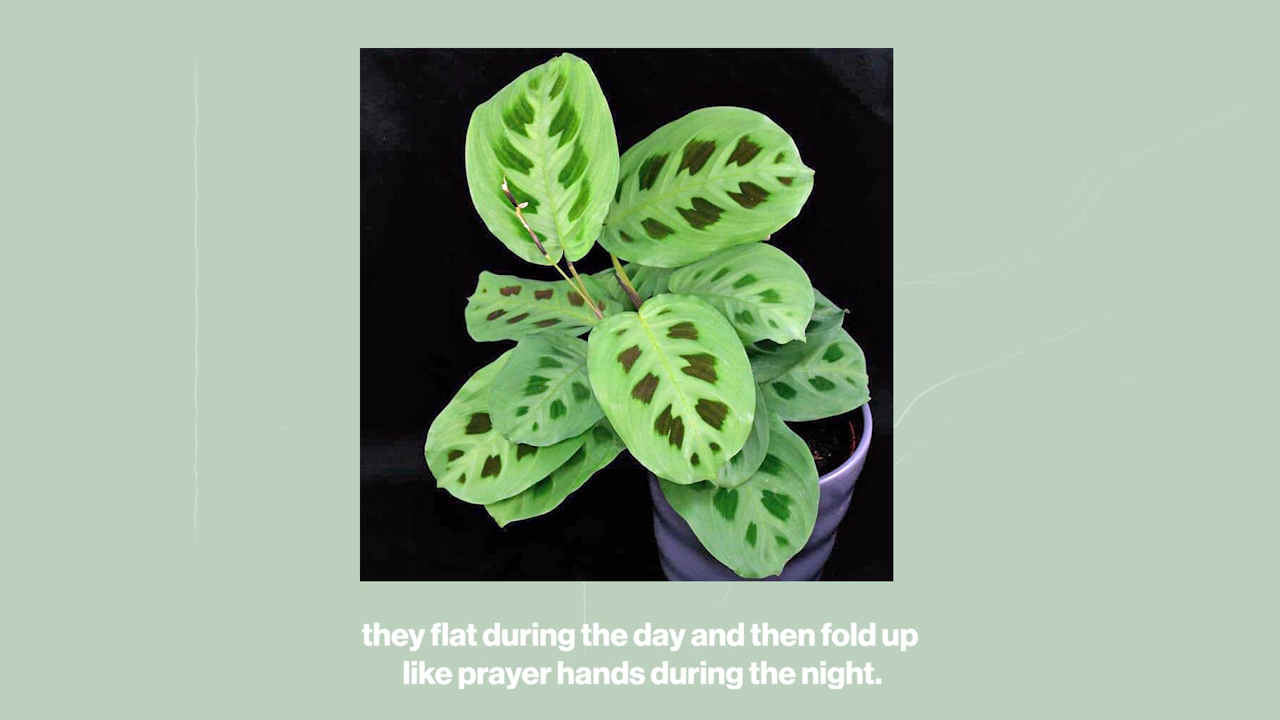 they flat during the day and then fold up
like prayer hands during the night.